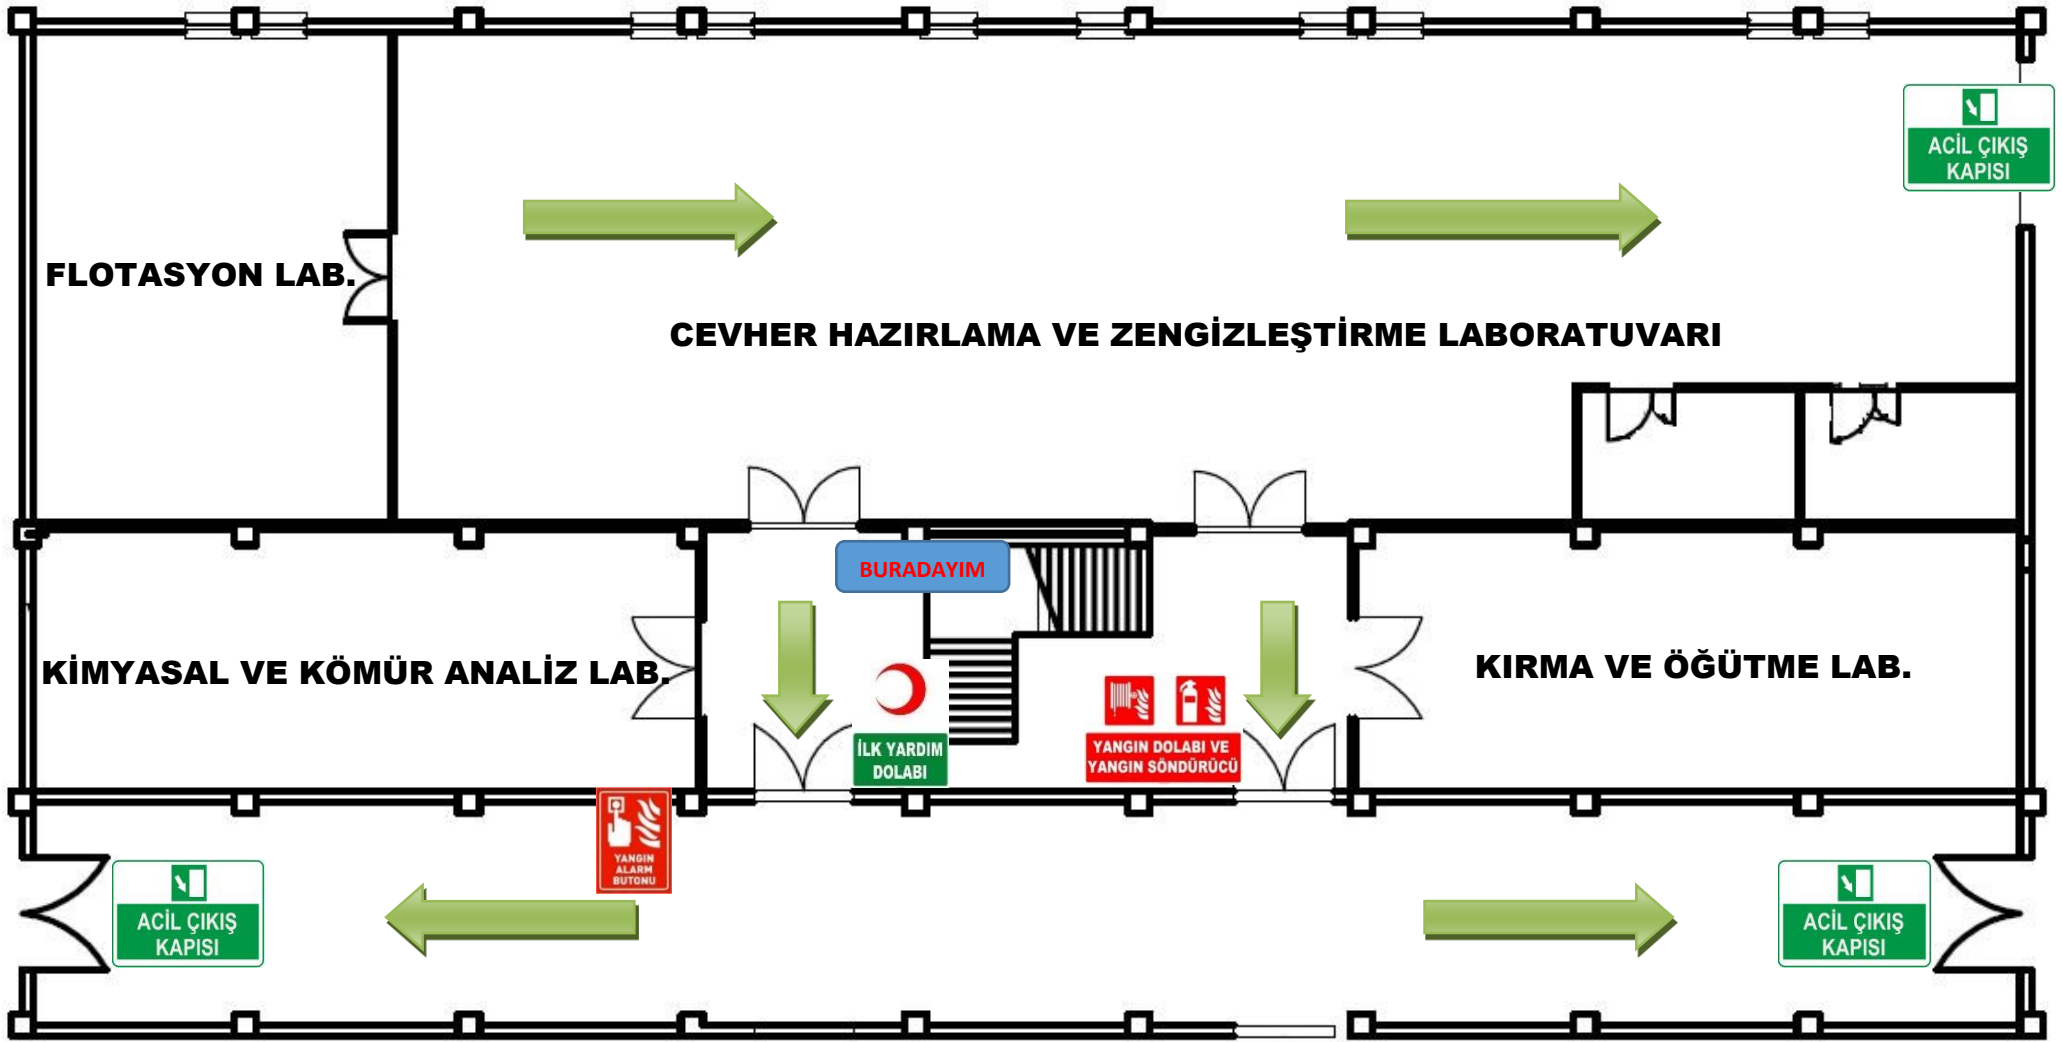 ACİL ÇIKIŞ
KAPISI
FLOTASYON LAB.
CEVHER HAZIRLAMA VE ZENGİZLEŞTİRME LABORATUVARI
BURADAYIM
KİMYASAL VE KÖMÜR ANALİZ LAB.
KIRMA VE ÖĞÜTME LAB.
İLK YARDIM
DOLABI
YANGIN DOLABI VE
YANGIN SÖNDÜRÜCÜ
YANGIN
ALARM
BUTONU
ACİL ÇIKIŞ
KAPISI
ACİL ÇIKIŞ
KAPISI